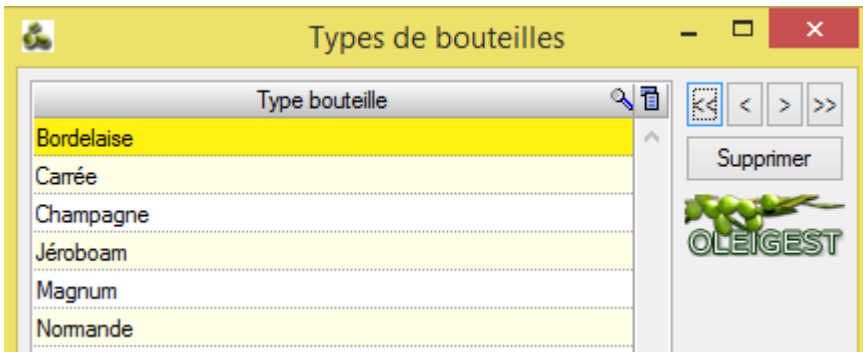 Types de bouteilles
Type bouteille
Bordelaise
Carrée
Champagne
Jéroboam
Magnum
Normande
<< < > >>
Supprimer
OLEIGEST